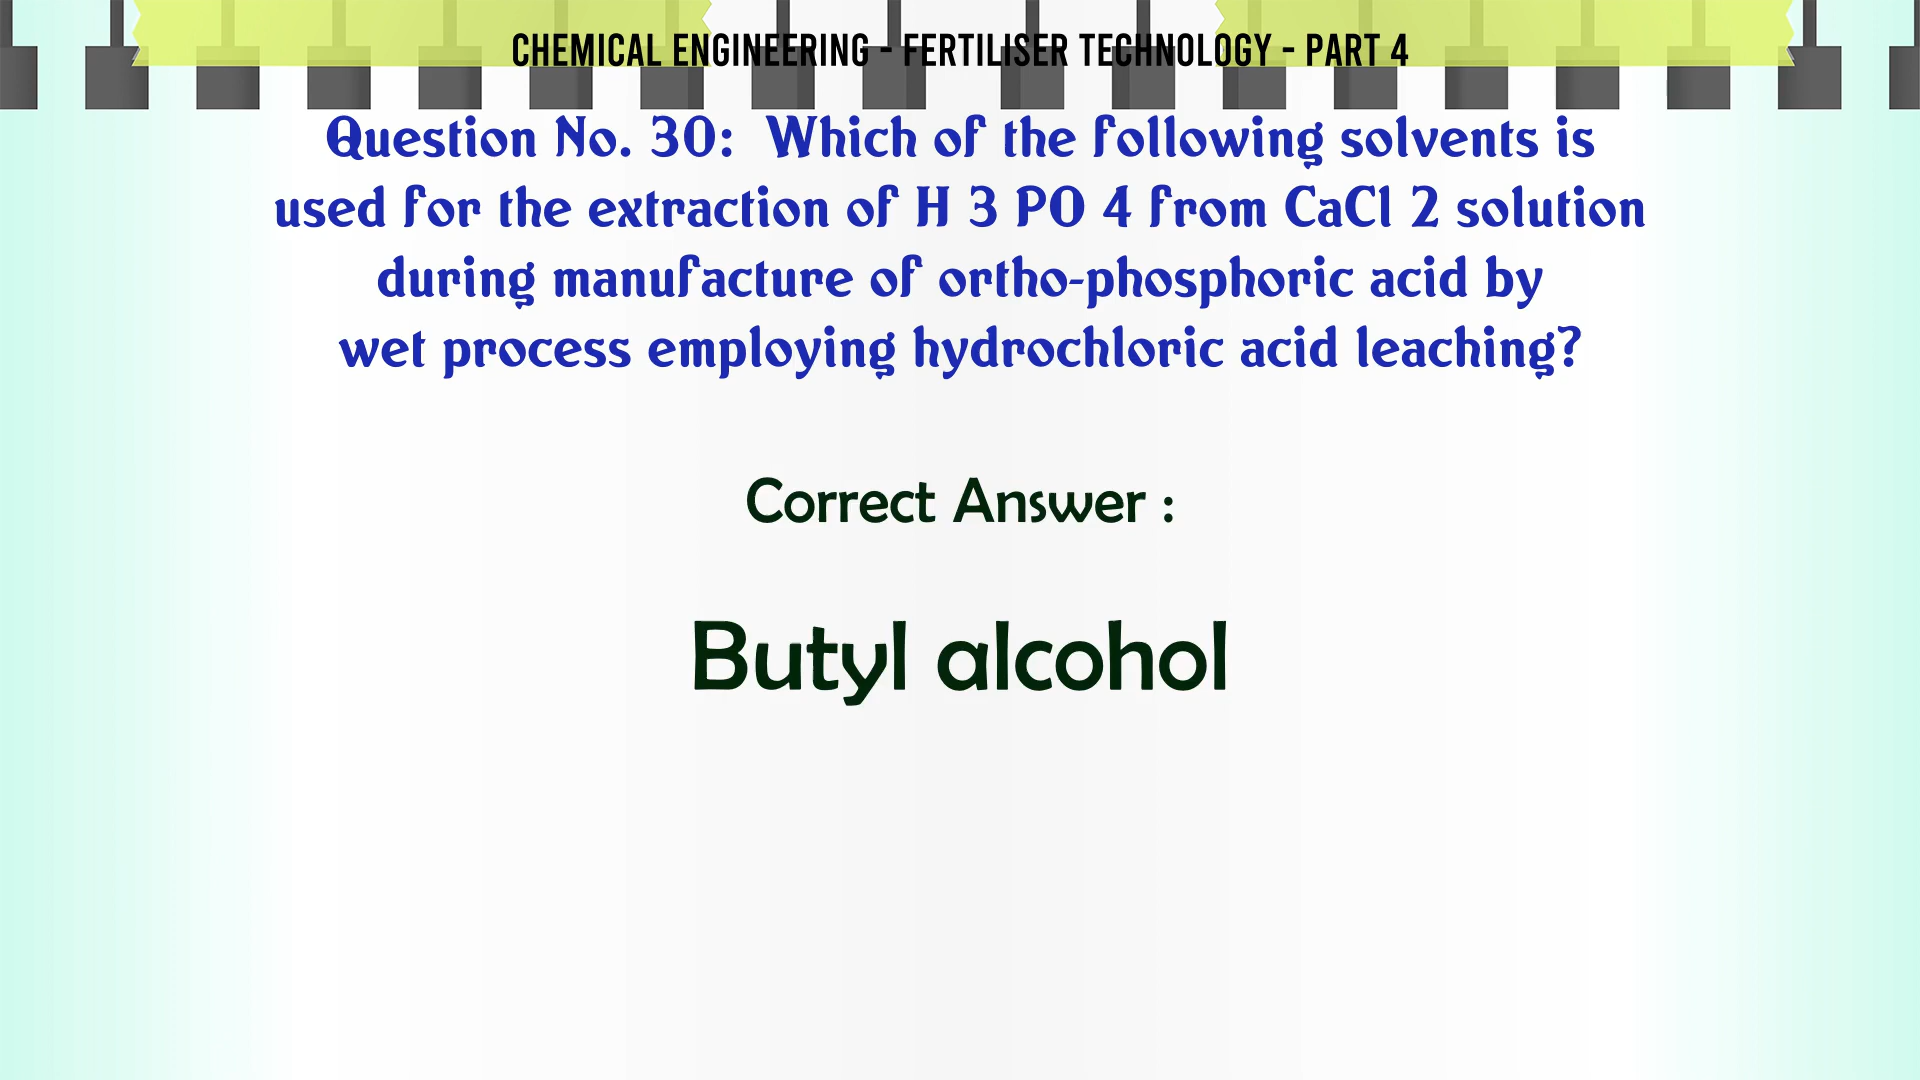 CHEMICAL ENGINEERING - FERTILISER TECHNOLOGY - PART 4
Question No. 30: Which of the following solvents is
used for the extraction of H 3 PO 4 from CaCl 2 solution
during manufacture of ortho-phosphoric acid by
wet process employing hydrochloric acid leaching?
Correct Answer :
Butyl alcohol